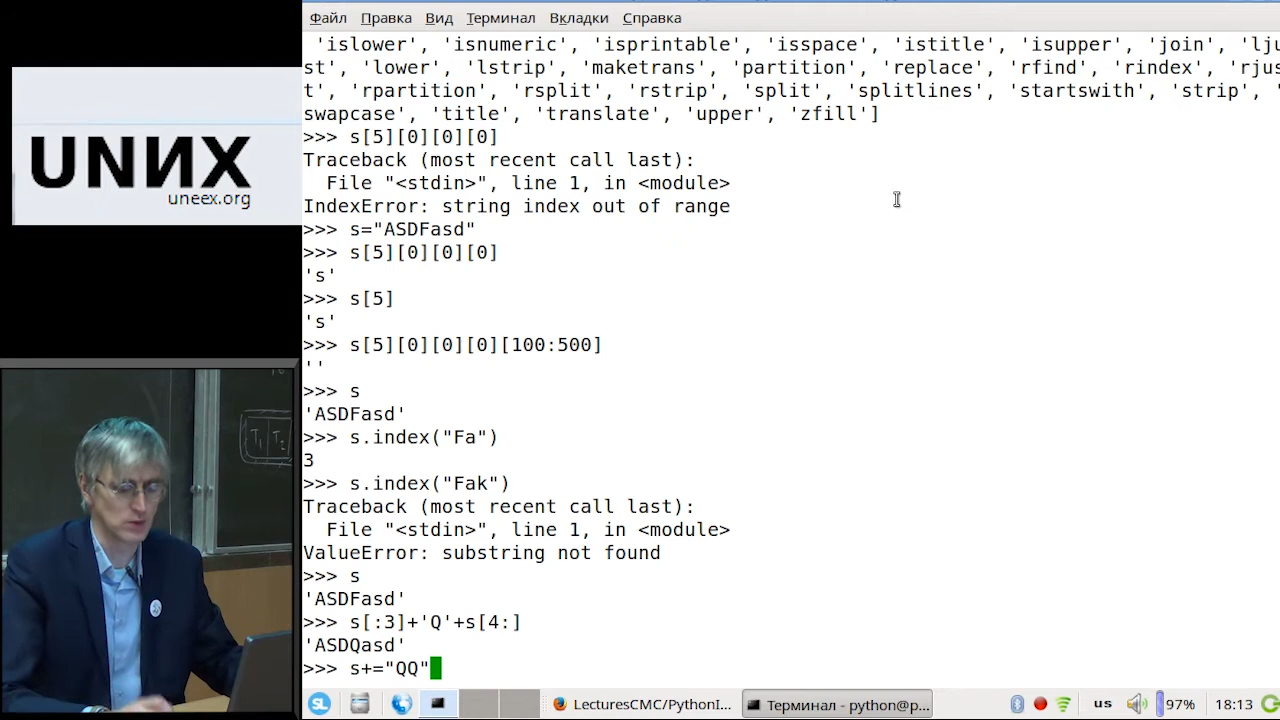 UNИX
uneex.org
T1 T2
Файл Правка Вид Терминал Вкладки Справка
'islower', 'isnumeric', 'isprintable', 'isspace', 'istitle', 'isupper', 'join', 'lju
st', 'lower', 'lstrip', 'maketrans', 'partition', 'replace', 'rfind', 'rindex', 'rjus
t', 'rpartition', 'rsplit', 'rstrip', 'split', 'splitlines', 'startswith', 'strip', '
swapcase', 'title', 'translate', 'upper', 'zfill']
>>> s[5][0][0][0]
Traceback (most recent call last):
  File "<stdin>", line 1, in <module>
IndexError: string index out of range
>>> s="ASDFasd"
>>> s[5][0][0][0]
's'
>>> s[5]
's'
>>> s[5][0][0][0][100:500]
''
>>> s
'ASDFasd'
>>> s.index("Fa")
3
>>> s.index("Fak")
Traceback (most recent call last):
  File "<stdin>", line 1, in <module>
ValueError: substring not found
>>> s
'ASDFasd'
>>> s[:3]+'Q'+s[4:]
'ASDQasd'
>>> s+="QQ"
LecturesCMC/PythonI... Терминал - python@p... us 97% 18:13